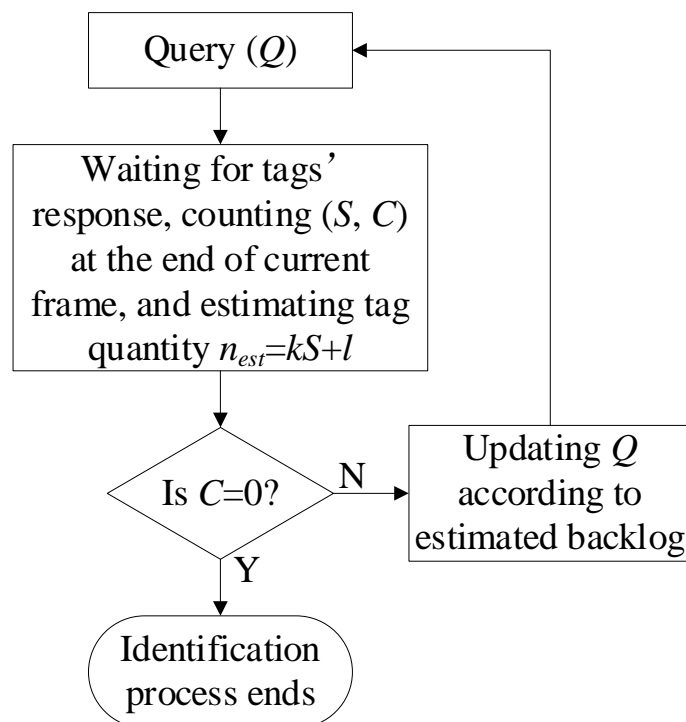 Query (Q)
Waiting for tags’
response, counting (S, C)
at the end of current
frame, and estimating tag
quantity n_est=kS+l
Is C=0?
N
Updating Q
according to
estimated backlog
Y
Identification
process ends